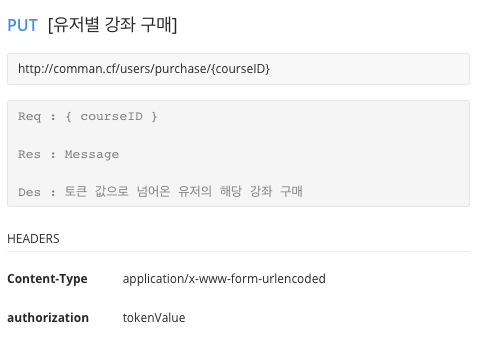 PUT [유저별 강좌 구매]
http://comman.cf/users/purchase/{courseID}
Req : { courseID }
Res : Message
Des : 토큰 값으로 넘어온 유저의 해당 강좌 구매
HEADERS
Content-Type application/x-www-form-urlencoded
authorization tokenValue